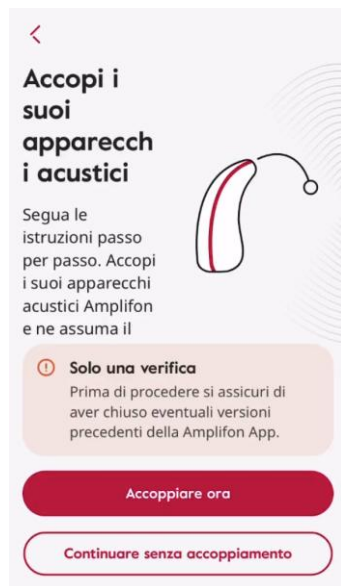 Accopi i
suoi
apparecch
i acustici
Segua le
istruzioni passo
per passo. Accopi
i suoi apparecchi
acustici Amplifon
e ne assuma il
Solo una verifica
Prima di procedere si assicuri di
aver chiuso eventuali versioni
precedenti della Amplifon App.
Accoppiare ora
Continuare senza accoppiamento